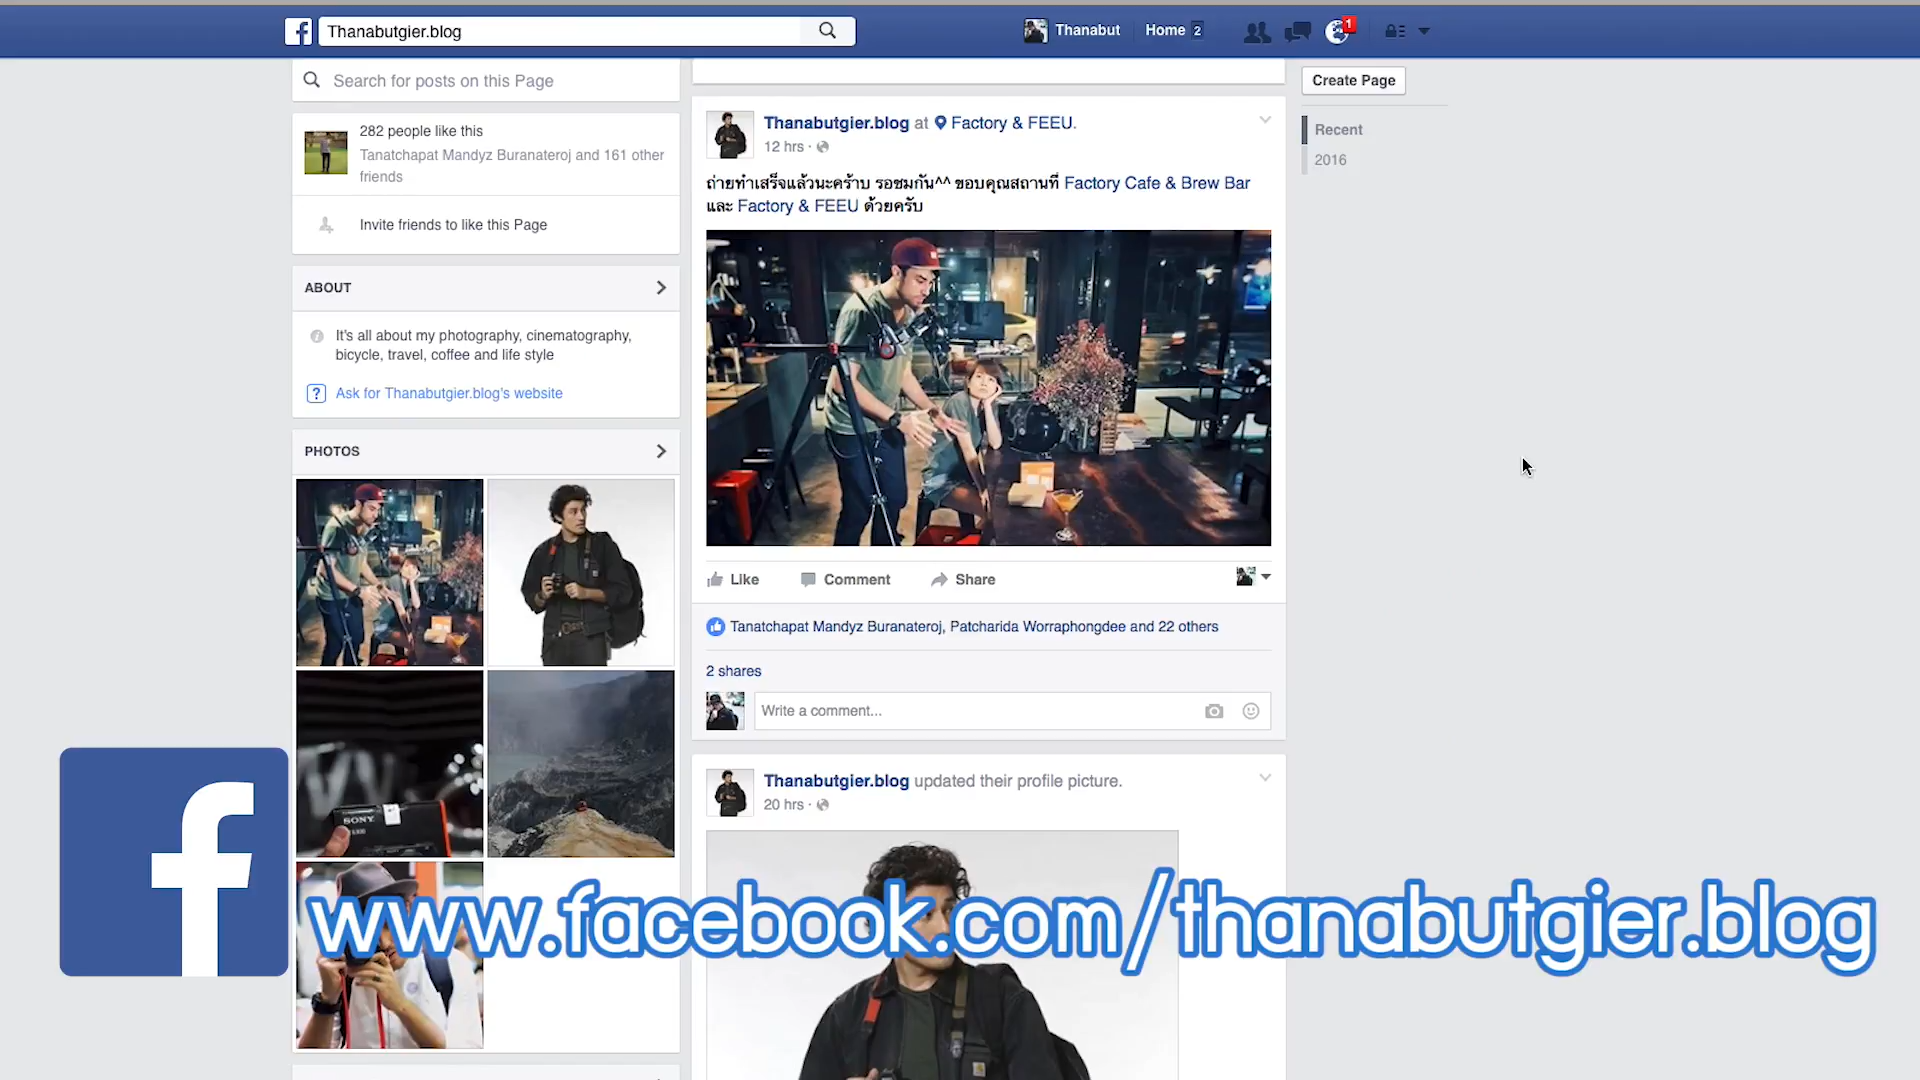 Thanabutgier.blog
Thanabut
Home 2
1
Search for posts on this Page
282 people like this
Tanatchapat Mandyz Buranateroj and 161 other
friends
Invite friends to like this Page
ABOUT
It's all about my photography, cinematography,
bicycle, travel, coffee and life style
? Ask for Thanabutgier.blog's website
PHOTOS
SONY
Thanabutgier.blog at Factory & FEEU.
12 hrs ·
ถ่ายทำเสร็จแล้วนะคร้าบ รอชมกัน^^ ขอบคุณสถานที่ Factory Cafe & Brew Bar
และ Factory & FEEU ด้วยครับ
Like Comment Share
Tanatchapat Mandyz Buranateroj, Patcharida Worraphongdee and 22 others
2 shares
Write a comment...
Thanabutgier.blog updated their profile picture.
20 hrs ·
Create Page
Recent
2016
f www.facebook.com/thanabutgier.blog